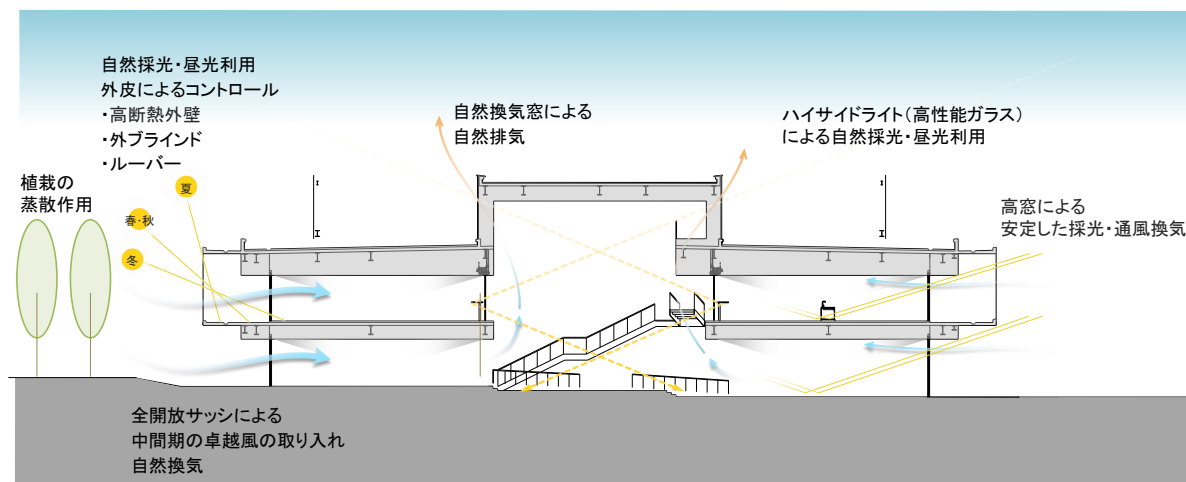 自然採光・昼光利用
外皮によるコントロール
・高断熱外壁
・外ブラインド
・ルーバー
自然換気窓による
自然排気
ハイサイドライト（高性能ガラス）
による自然採光・昼光利用
植栽の
蒸散作用
夏
春・秋
冬
高窓による
安定した採光・通風換気
全開放サッシによる
中間期の卓越風の取り入れ
自然換気